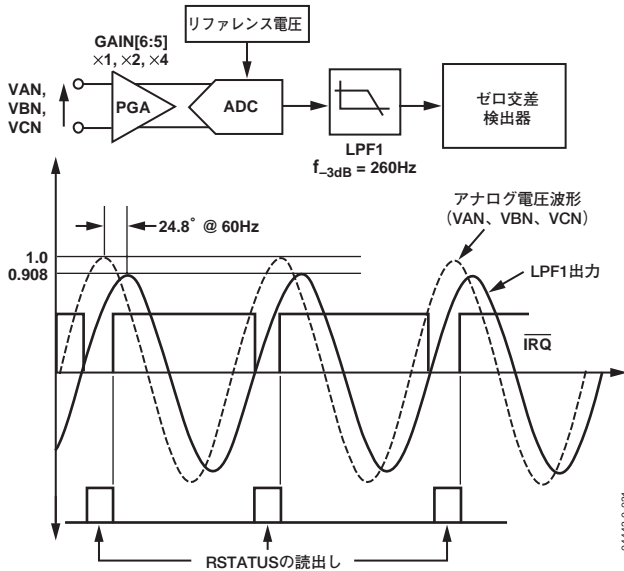 リファレンス電圧
GAIN[6:5]
×1, ×2, ×4
VAN,
VBN,
VCN
PGA
ADC
LPF1
f–3dB = 260Hz
ゼロ交差
検出器
24.8° @ 60Hz
アナログ電圧波形
(VAN、VBN、VCN)
1.0
0.908
LPF1出力
IRQ
RSTATUSの読出し